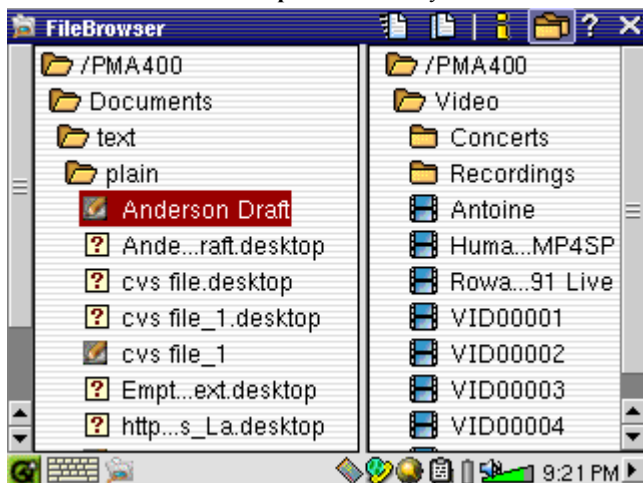 FileBrowser
/PMA400
Documents
text
plain
Anderson Draft
Ande...raft.desktop
cvs file.desktop
cvs file_1.desktop
cvs file_1
Empt...ext.desktop
http...s_La.desktop
/PMA400
Video
Concerts
Recordings
Antoine
Huma...MP4SP
Rowa...91 Live
VID00001
VID00002
VID00003
VID00004
9:21 PM